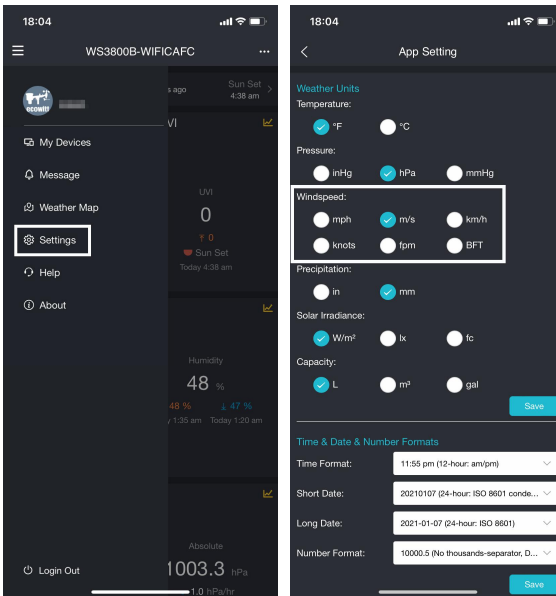 18:04
WS3800B-WIFICAFC
ecowitt
My Devices
Message
Weather Map
Settings
Help
About
Login Out
s ago
Sun Set
4:38 am
VI
UVI
0
0
Sun Set
Today 4:38 am
Humidity
48 %
48 % 47 %
y 1:35 am Today 1:20 am
Absolute
1003.3 hPa
1.0 hPa/hr
18:04
App Setting
Weather Units
Temperature:
°F °C
Pressure:
inHg hPa mmHg
Windspeed:
mph m/s km/h
knots fpm BFT
Precipitation:
in mm
Solar Irradiance:
W/m² lx fc
Capacity:
L m³ gal
Save
Time & Date & Number Formats
Time Format: 11:55 pm (12-hour: am/pm)
Short Date: 20210107 (24-hour: ISO 8601 conde...
Long Date: 2021-01-07 (24-hour: ISO 8601)
Number Format: 10000.5 (No thousands-separator, D...
Save